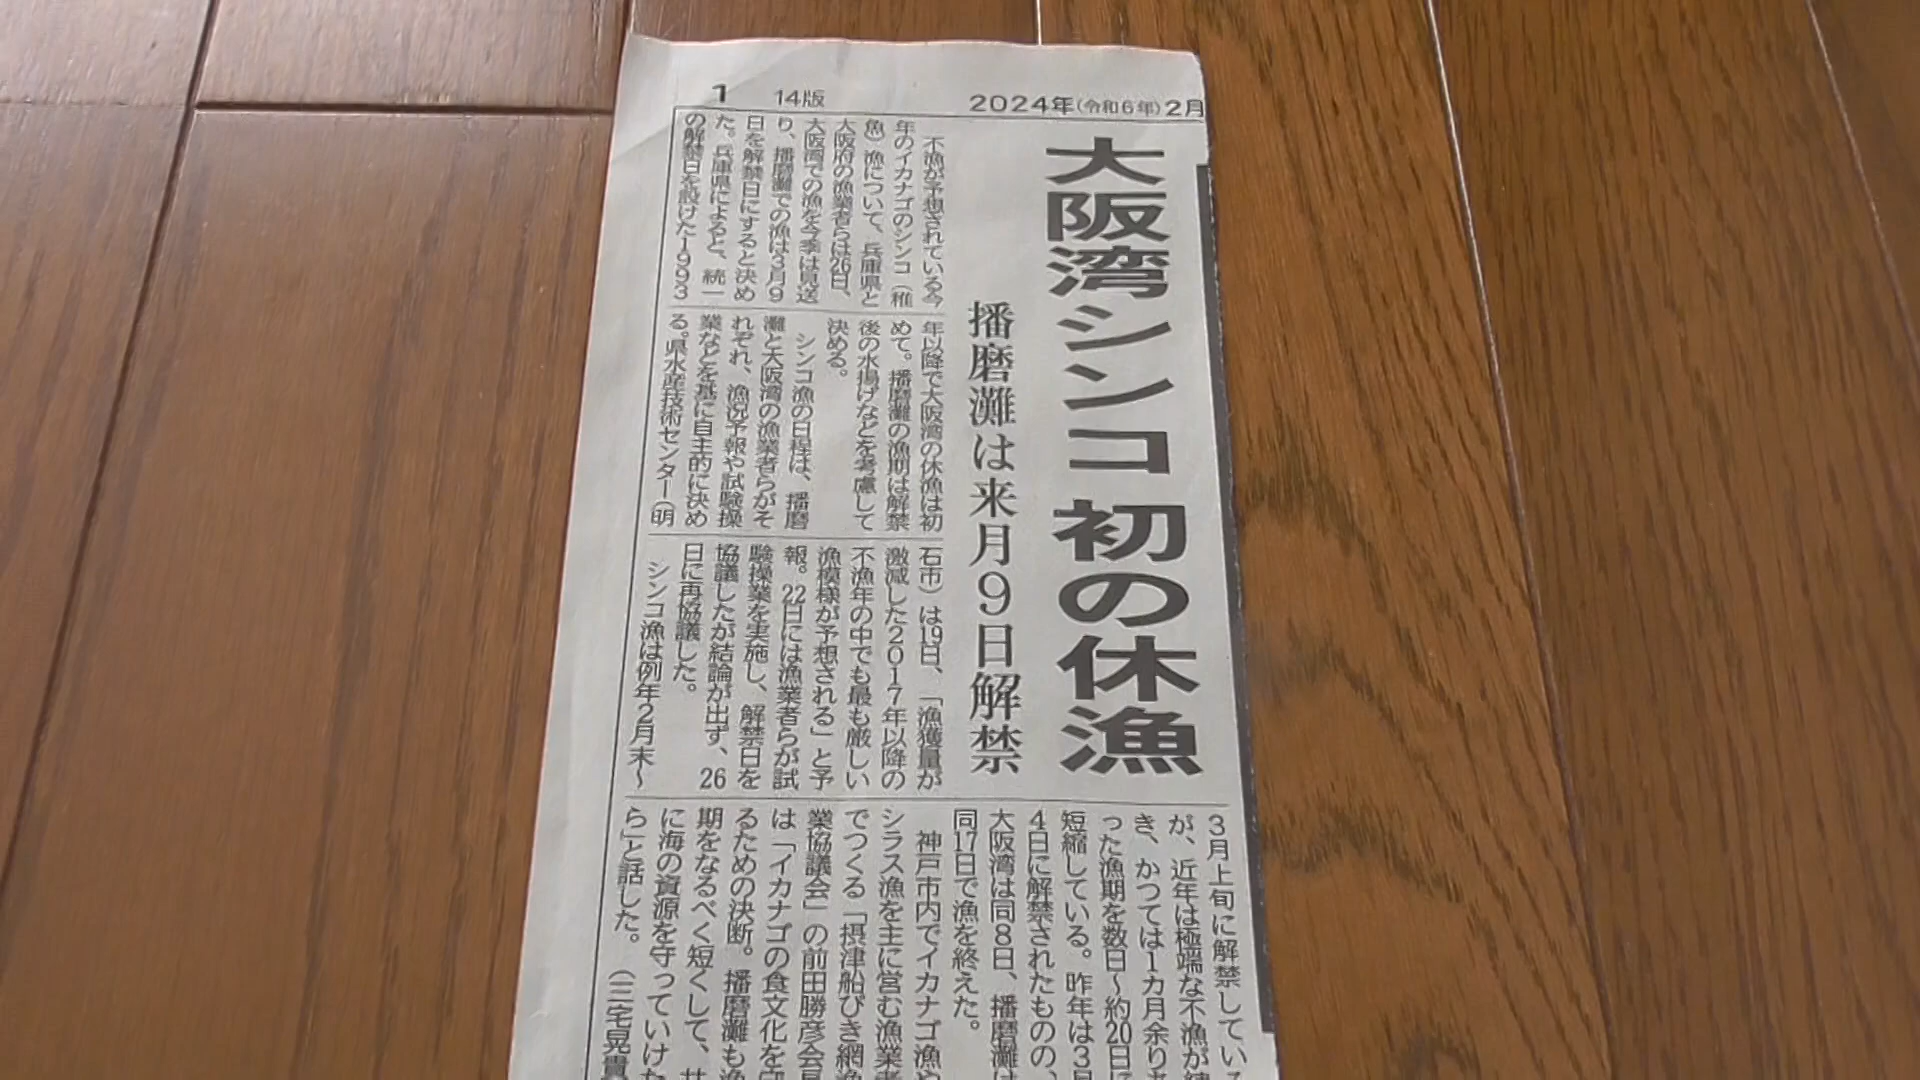 1
14版
2024年(令和6年)2月
大阪湾シンコ 初の休漁
播磨灘は来月9日解禁
不漁が予想されている今
年のイカナゴのシンコ(稚
魚)漁について、兵庫県と
大阪府の漁業者らは26日、
大阪湾での漁を今季は見送
り、播磨灘での漁は3月9
日を解禁日にすると決め
た。兵庫県によると、統一
の解禁日を設けた1993
年以降で大阪湾の休漁は初
めて。播磨灘の漁期は解禁
後の水揚げなどを考慮して
決める。
シンコ漁の日程は、播磨
灘と大阪湾の漁業者らがそ
れぞれ、漁況予報や試験操
業などを基に自主的に決め
る。県水産技術センター(明
石市)は19日、「漁獲量が
激減した2017年以降の
不漁年の中でも最も厳しい
漁模様が予想される」と予
報。22日には漁業者らが試
験操業を実施し、解禁日を
協議したが結論が出ず、26
日に再協議した。
シンコ漁は例年2月末〜
3月上旬に解禁してい
が、近年は極端な不漁が
き、かつては1カ月余り
った漁期を数日〜約20日に
短縮している。昨年は3月
4日に解禁されたものの、
大阪湾は同8日、播磨灘は
同17日で漁を終えた。
神戸市内でイカナゴ漁や
シラス漁を主に営む漁業者
でつくる「摂津船びき網漁
業協議会」の前田勝彦会長
は「イカナゴの食文化を守
るための決断。播磨灘も漁
期をなるべく短くして、
に海の資源を守っていけた
ら」と話した。
(三宅晃貴